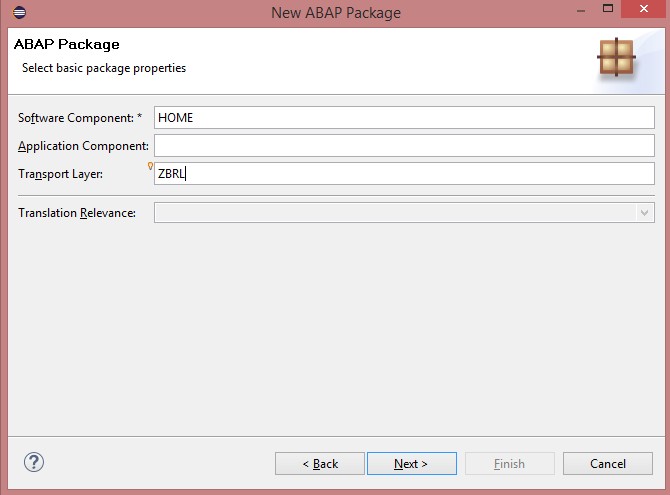 New ABAP Package
ABAP Package
Select basic package properties
Software Component: * HOME
Application Component:
Transport Layer: ZBRL
Translation Relevance:
? < Back Next > Finish Cancel